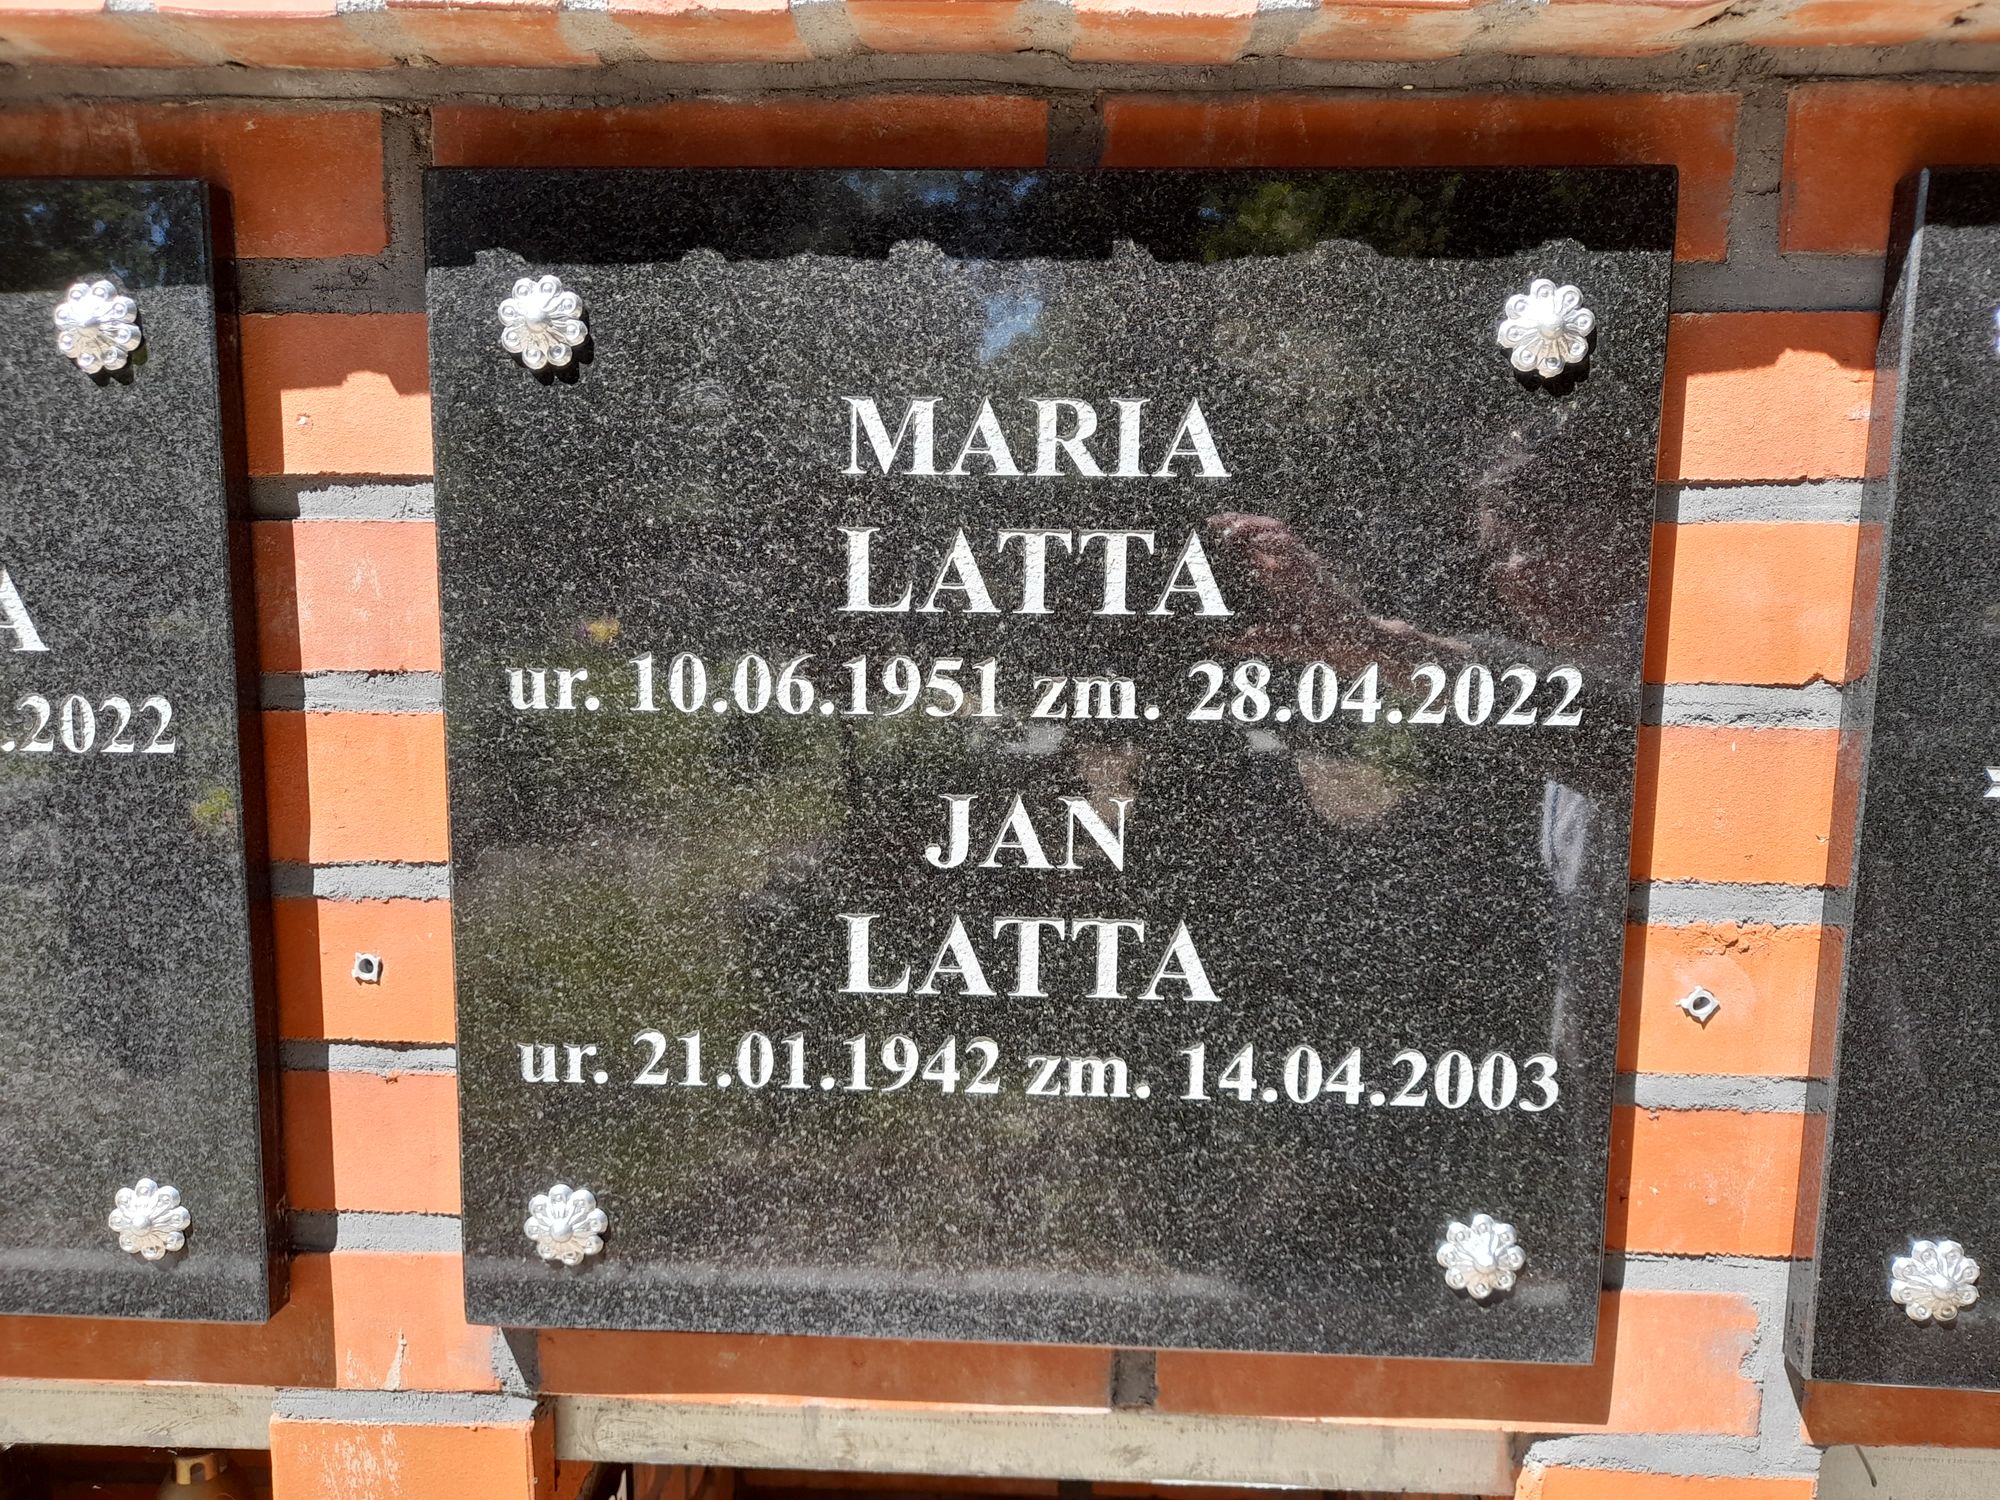 MARIA
LATTA
ur. 10.06.1951 zm. 28.04.2022
JAN
LATTA
ur. 21.01.1942 zm. 14.04.2003
A
.2022